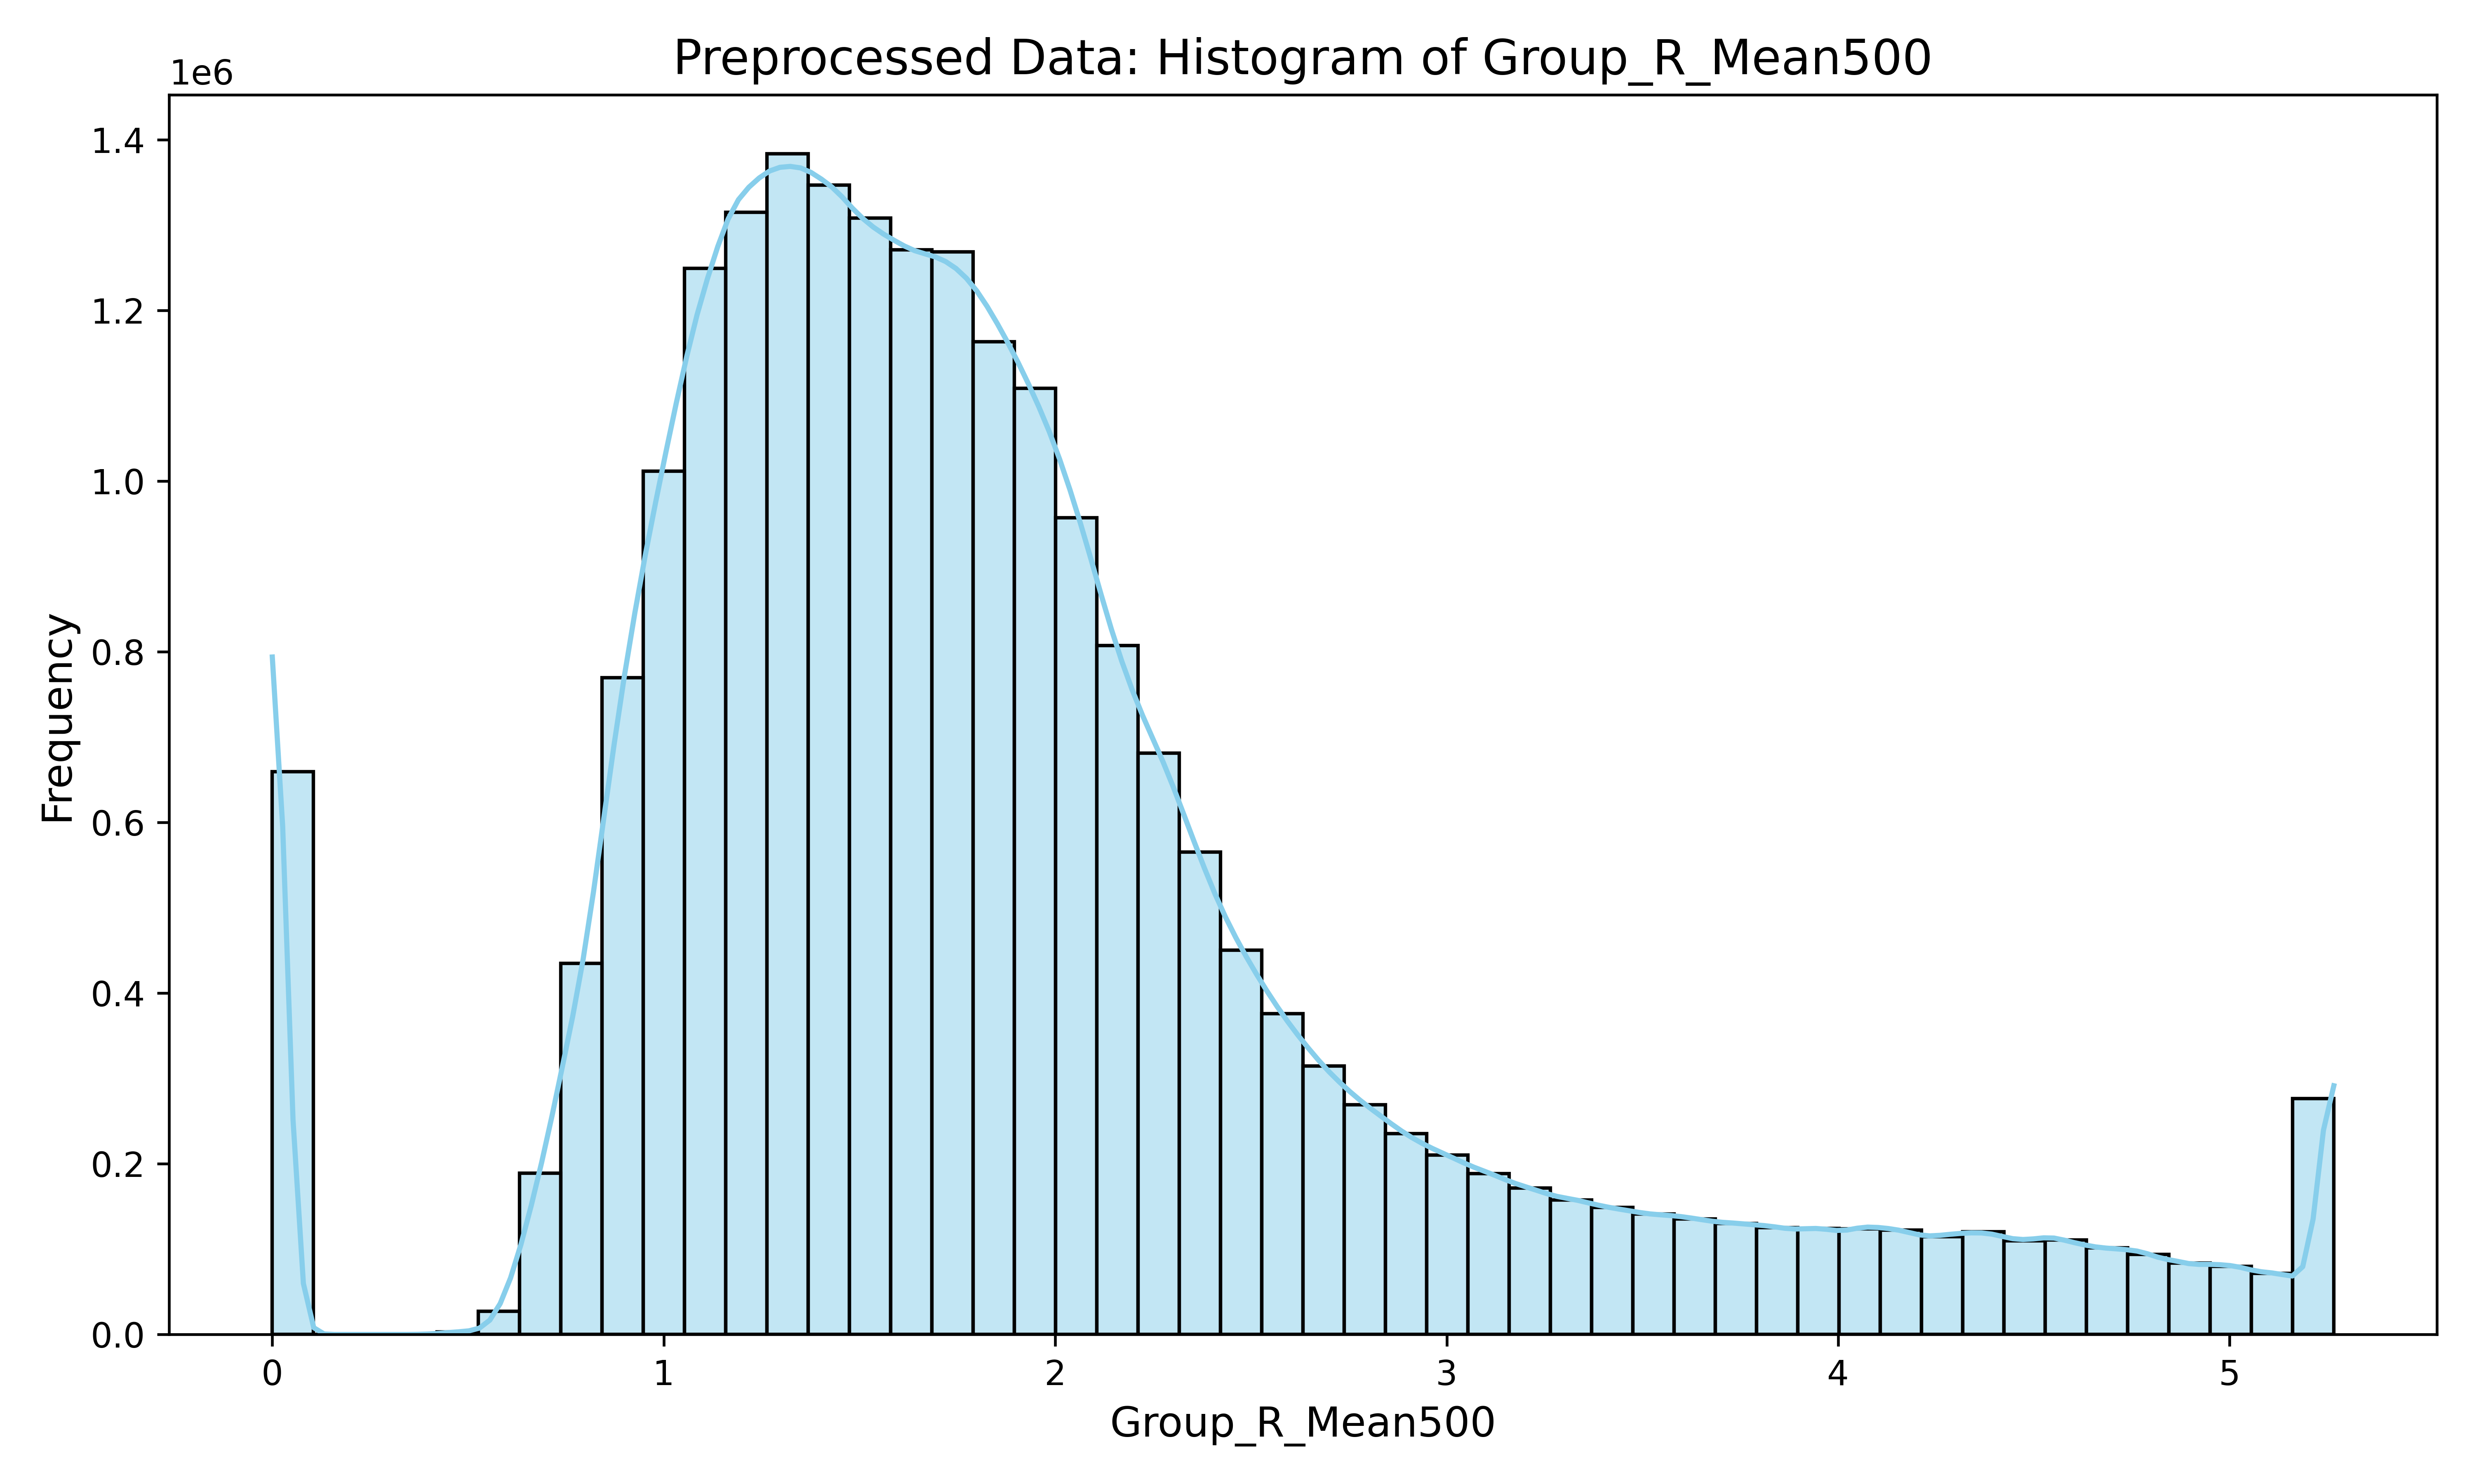 Preprocessed Data: Histogram of Group_R_Mean500
1e6
1.4
1.2
1.0
0.8
0.6
0.4
0.2
0.0
Frequency
0 1 2 3 4 5
Group_R_Mean500